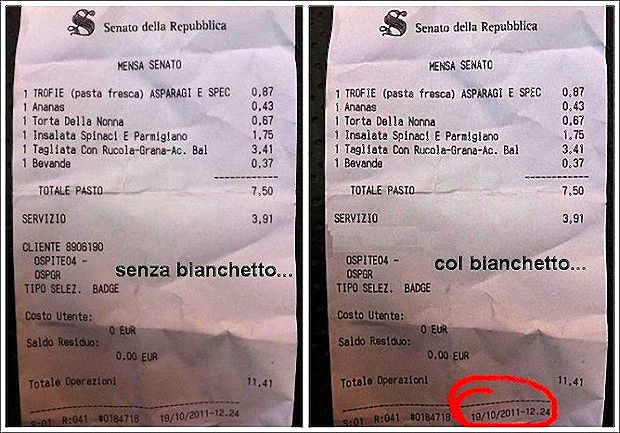 Senato della Repubblica
MENSA SENATO
1 TROFIE (pasta fresca) ASPARAGI E SPEC 0,87
1 Ananas 0,43
1 Torta Della Nonna 0,67
1 Insalata Spinaci E Parmigiano 1,75
1 Tagliata Con Rucola-Grana-Ac. Bal 3,41
1 Bevande 0,37
TOTALE PASTO 7,50
SERVIZIO 3,91
CLIENTE 8906190
OSPITE04 -
OSPGR
senza bianchetto...
TIPO SELEZ. BADGE
Costo Utente:
0 EUR
Saldo Residuo:
0,00 EUR
Totale Operazioni 11,41
S:01 R:041 #0184718 19/10/2011-12.24
Senato della Repubblica
MENSA SENATO
1 TROFIE (pasta fresca) ASPARAGI E SPEC 0,87
1 Ananas 0,43
1 Torta Della Nonna 0,67
1 Insalata Spinaci E Parmigiano 1,75
1 Tagliata Con Rucola-Grana-Ac. Bal 3,41
1 Bevande 0,37
TOTALE PASTO 7,50
SERVIZIO 3,91
OSPITE04 -
OSPGR
col bianchetto...
TIPO SELEZ. BADGE
Costo Utente:
0 EUR
Saldo Residuo:
0,00 EUR
Totale Operazioni 11,41
S:01 R:041 #0184718 19/10/2011-12.24